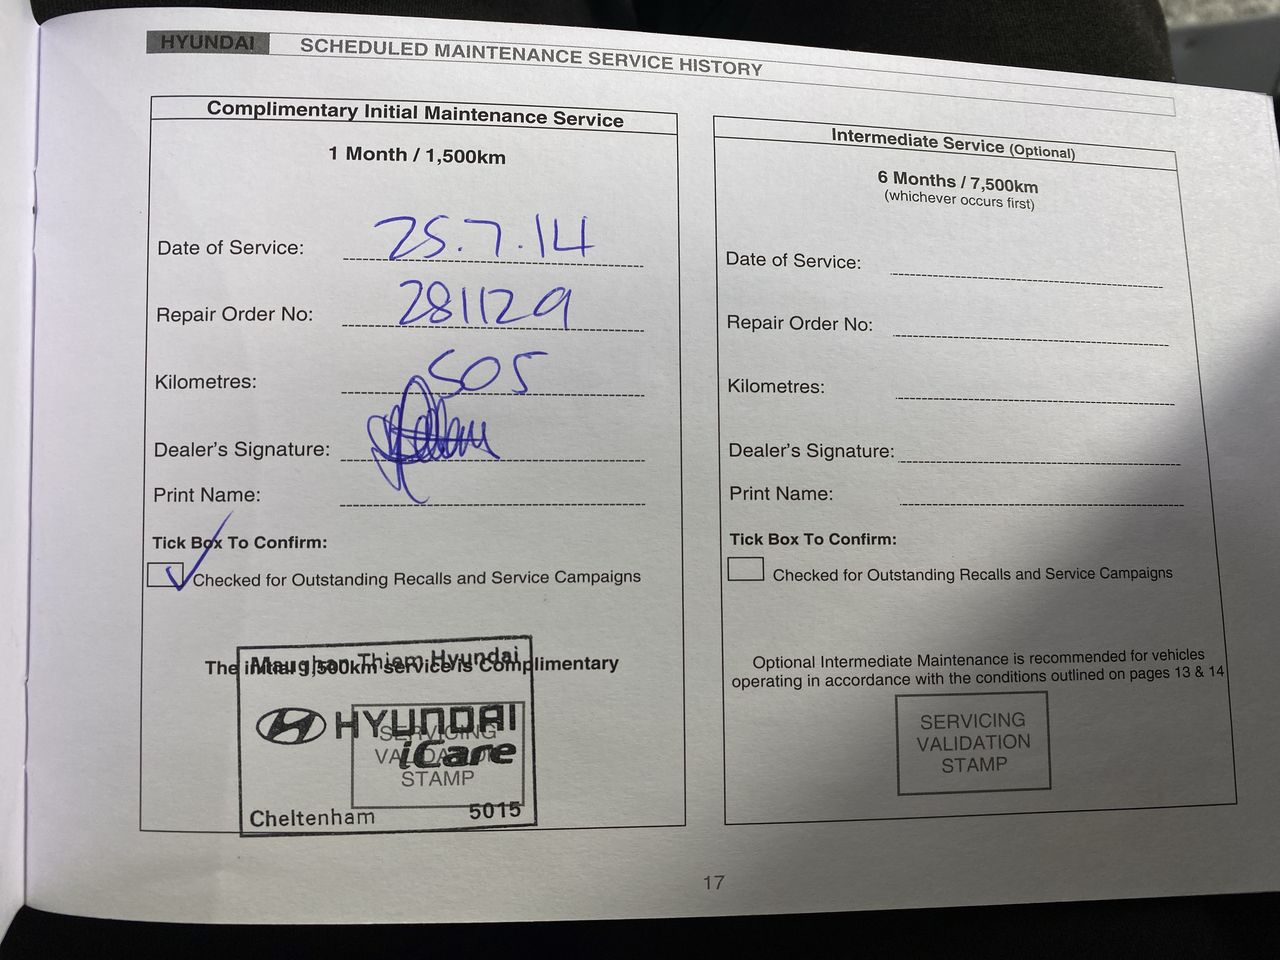 HYUNDAI SCHEDULED MAINTENANCE SERVICE HISTORY
Complimentary Initial Maintenance Service
1 Month / 1,500km
Date of Service: 25.7.14
Repair Order No: 281129
Kilometres: 505
Dealer's Signature:
Print Name:
Tick Box To Confirm:
Checked for Outstanding Recalls and Service Campaigns
The initial 1,500km service is Complimentary
Maughan Thiem Hyundai
HYUNDAI
iCare
SERVICING
VALIDATION
STAMP
Cheltenham 5015
Intermediate Service (Optional)
6 Months / 7,500km
(whichever occurs first)
Date of Service:
Repair Order No:
Kilometres:
Dealer's Signature:
Print Name:
Tick Box To Confirm:
Checked for Outstanding Recalls and Service Campaigns
Optional Intermediate Maintenance is recommended for vehicles
operating in accordance with the conditions outlined on pages 13 & 14
SERVICING
VALIDATION
STAMP
17